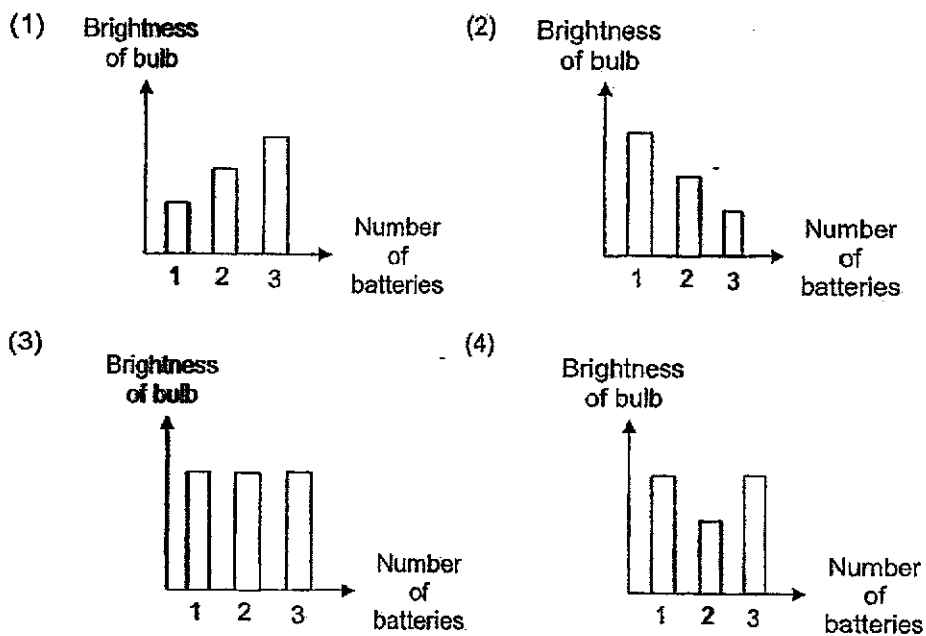 (1)
Brightness
of bulb
1 2 3
Number
of
batteries
(2)
Brightness
of bulb
1 2 3
Number
of
batteries
(3)
Brightness
of bulb
1 2 3
Number
of
batteries
(4)
Brightness
of bulb
1 2 3
Number
of
batteries